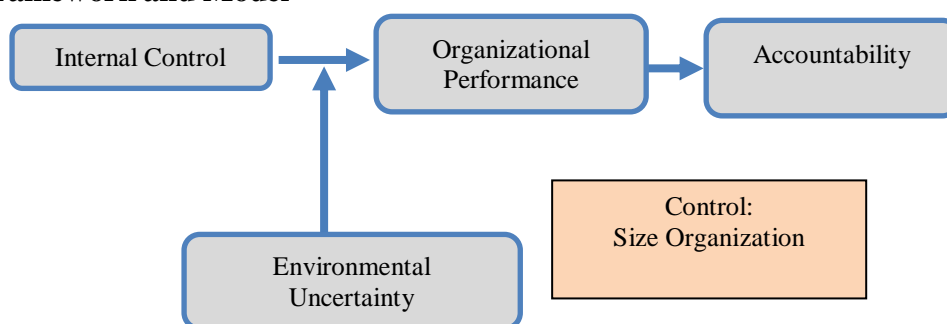 Internal Control
Organizational
Performance
Accountability
Control:
Size Organization
Environmental
Uncertainty